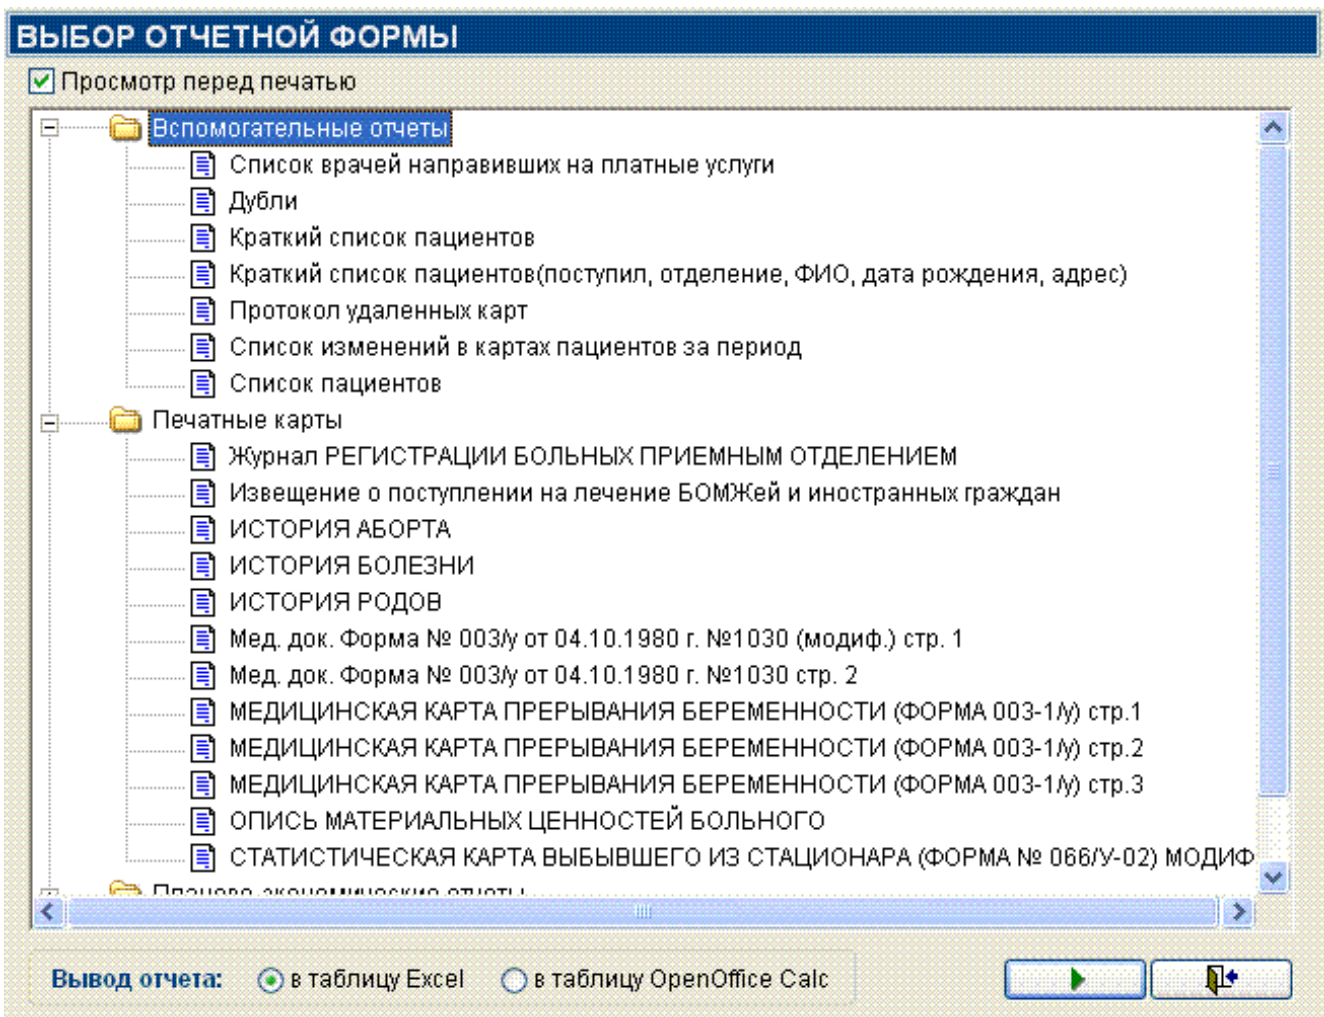 ВЫБОР ОТЧЕТНОЙ ФОРМЫ
Просмотр перед печатью
Вспомогательные отчеты
Список врачей направивших на платные услуги
Дубли
Краткий список пациентов
Краткий список пациентов(поступил, отделение, ФИО, дата рождения, адрес)
Протокол удаленных карт
Список изменений в картах пациентов за период
Список пациентов
Печатные карты
Журнал РЕГИСТРАЦИИ БОЛЬНЫХ ПРИЕМНЫМ ОТДЕЛЕНИЕМ
Извещение о поступлении на лечение БОМЖей и иностранных граждан
ИСТОРИЯ АБОРТА
ИСТОРИЯ БОЛЕЗНИ
ИСТОРИЯ РОДОВ
Мед. док. Форма № 003/у от 04.10.1980 г. №1030 (модиф.) стр. 1
Мед. док. Форма № 003/у от 04.10.1980 г. №1030 стр. 2
МЕДИЦИНСКАЯ КАРТА ПРЕРЫВАНИЯ БЕРЕМЕННОСТИ (ФОРМА 003-1/у) стр.1
МЕДИЦИНСКАЯ КАРТА ПРЕРЫВАНИЯ БЕРЕМЕННОСТИ (ФОРМА 003-1/у) стр.2
МЕДИЦИНСКАЯ КАРТА ПРЕРЫВАНИЯ БЕРЕМЕННОСТИ (ФОРМА 003-1/у) стр.3
ОПИСЬ МАТЕРИАЛЬНЫХ ЦЕННОСТЕЙ БОЛЬНОГО
СТАТИСТИЧЕСКАЯ КАРТА ВЫБЫВШЕГО ИЗ СТАЦИОНАРА (ФОРМА № 066/У-02) МОДИФ
Планово-экономические отчеты
Вывод отчета: в таблицу Excel в таблицу OpenOffice Calc